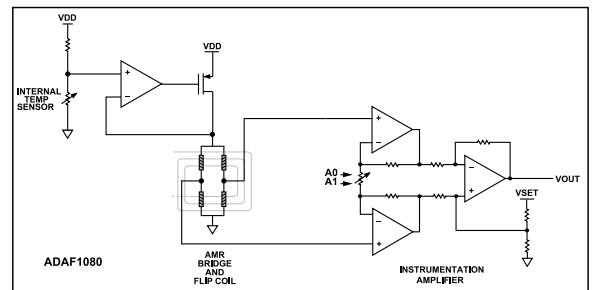 VDD
VDD
INTERNAL
TEMP
SENSOR
+
−
A0
A1
+
−
−
+
−
+
VOUT
VSET
AMR
BRIDGE
AND
FLIP COIL
INSTRUMENTATION
AMPLIFIER
ADAF1080